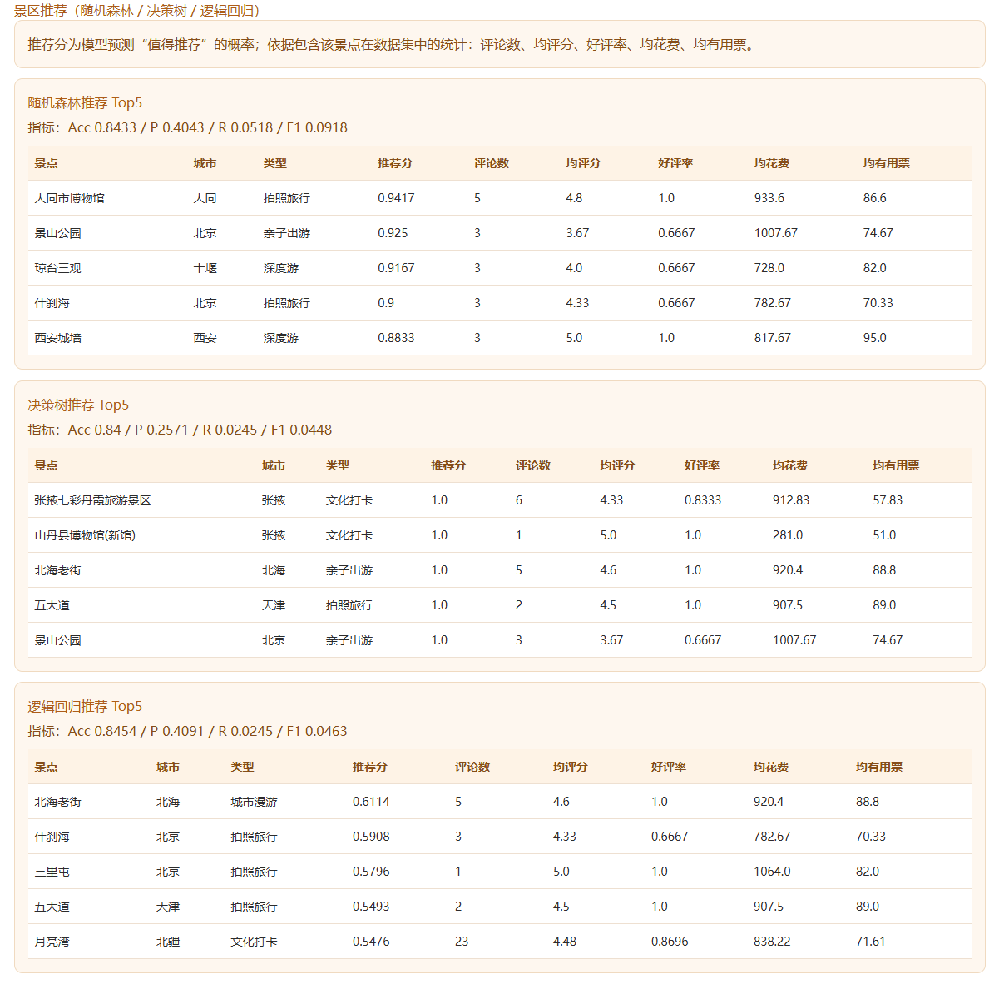 景区推荐（随机森林 / 决策树 / 逻辑回归）
推荐分为模型预测“值得推荐”的概率；依据包含该景点在数据集中的统计：评论数、均评分、好评率、均花费、均有用票。
随机森林推荐 Top5
指标：Acc 0.8433 / P 0.4043 / R 0.0518 / F1 0.0918
景点 城市 类型 推荐分 评论数 均评分 好评率 均花费 均有用票
大同市博物馆 大同 拍照旅行 0.9417 5 4.8 1.0 933.6 86.6
景山公园 北京 亲子出游 0.925 3 3.67 0.6667 1007.67 74.67
琼台三观 十堰 深度游 0.9167 3 4.0 0.6667 728.0 82.0
什刹海 北京 拍照旅行 0.9 3 4.33 0.6667 782.67 70.33
西安城墙 西安 深度游 0.8833 3 5.0 1.0 817.67 95.0
决策树推荐 Top5
指标：Acc 0.84 / P 0.2571 / R 0.0245 / F1 0.0448
景点 城市 类型 推荐分 评论数 均评分 好评率 均花费 均有用票
张掖七彩丹霞旅游景区 张掖 文化打卡 1.0 6 4.33 0.8333 912.83 57.83
山丹县博物馆(新馆) 张掖 文化打卡 1.0 1 5.0 1.0 281.0 51.0
北海老街 北海 亲子出游 1.0 5 4.6 1.0 920.4 88.8
五大道 天津 拍照旅行 1.0 2 4.5 1.0 907.5 89.0
景山公园 北京 亲子出游 1.0 3 3.67 0.6667 1007.67 74.67
逻辑回归推荐 Top5
指标：Acc 0.8454 / P 0.4091 / R 0.0245 / F1 0.0463
景点 城市 类型 推荐分 评论数 均评分 好评率 均花费 均有用票
北海老街 北海 城市漫游 0.6114 5 4.6 1.0 920.4 88.8
什刹海 北京 拍照旅行 0.5908 3 4.33 0.6667 782.67 70.33
三里屯 北京 拍照旅行 0.5796 1 5.0 1.0 1064.0 82.0
五大道 天津 拍照旅行 0.5493 2 4.5 1.0 907.5 89.0
月亮湾 北疆 文化打卡 0.5476 23 4.48 0.8696 838.22 71.61